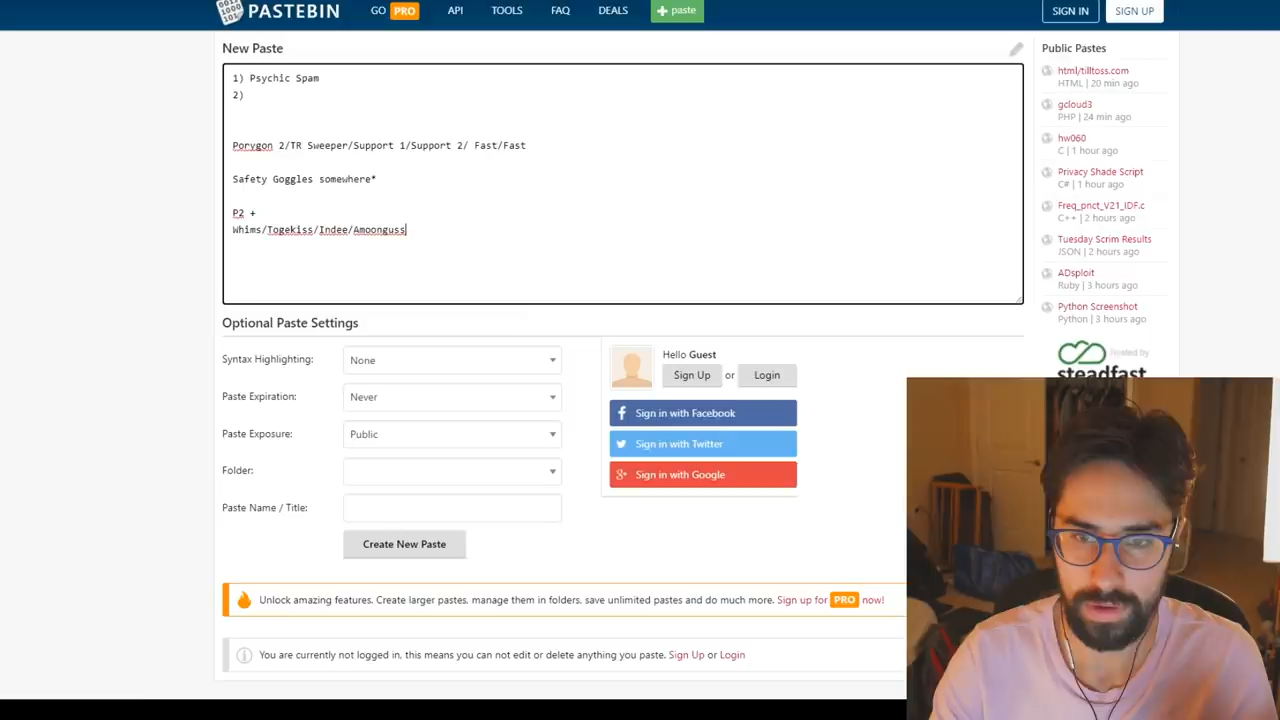 PASTEBIN
GO PRO API TOOLS FAQ DEALS + paste SIGN IN SIGN UP
New Paste
1) Psychic Spam
2)
Porygon 2/TR Sweeper/Support 1/Support 2/ Fast/Fast
Safety Goggles somewhere*
P2 +
Whims/Togekiss/Indee/Amoonguss
Optional Paste Settings
Syntax Highlighting: None
Paste Expiration: Never
Paste Exposure: Public
Folder:
Paste Name / Title:
Create New Paste
Hello Guest
Sign Up or Login
Sign in with Facebook
Sign in with Twitter
Sign in with Google
Unlock amazing features. Create larger pastes, manage them in folders, save unlimited pastes and do much more. Sign up for PRO now!
You are currently not logged in, this means you can not edit or delete anything you paste. Sign Up or Login
Public Pastes
html/tilltoss.com
HTML | 20 min ago
gcloud3
PHP | 24 min ago
hw060
C | 1 hour ago
Privacy Shade Script
C# | 1 hour ago
Freq_pnct_V21_IDF.c
C++ | 2 hours ago
Tuesday Scrim Results
JSON | 2 hours ago
ADsploit
Ruby | 3 hours ago
Python Screenshot
Python | 3 hours ago
hosted by
steadfast